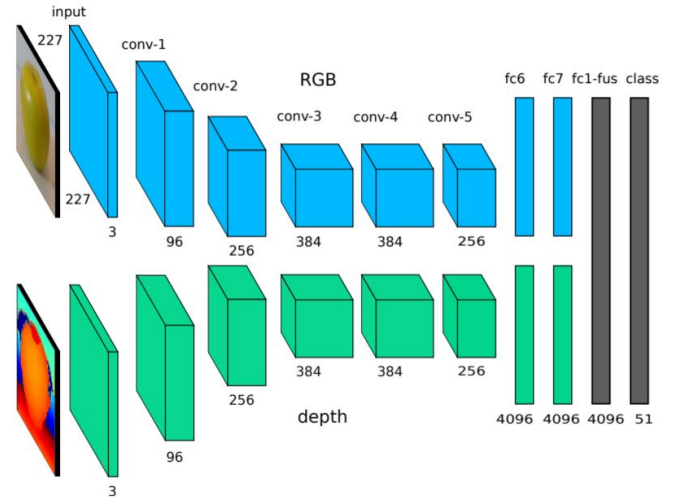 input
227
conv-1
conv-2
RGB
conv-3
conv-4
conv-5
fc6
fc7
fc1-fus
class
227
3
96
256
384
384
256
384
384
256
256
depth
4096
4096
4096
51
96
3